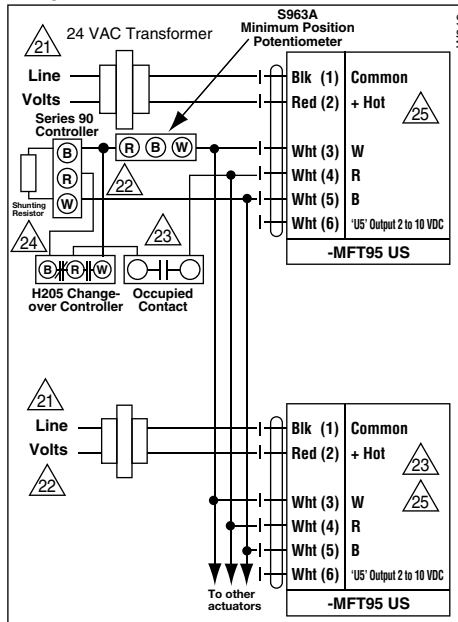 S963A
Minimum Position
Potentiometer
21
24 VAC Transformer
Line
Volts
Blk (1) Common
Red (2) + Hot
25
Series 90
Controller
B
R
W
R B W
22
Shunting
Resistor
24
23
Wht (3) W
Wht (4) R
Wht (5) B
Wht (6) 'U5' Output 2 to 10 VDC
-MFT95 US
B R W
H205 Change-
over Controller
Occupied
Contact
21
Line
Volts
22
Blk (1) Common
Red (2) + Hot
23
25
Wht (3) W
Wht (4) R
Wht (5) B
Wht (6) 'U5' Output 2 to 10 VDC
-MFT95 US
To other
actuators